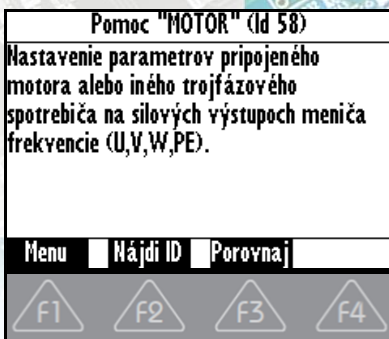 Pomoc "MOTOR" (Id 58)
Nastavenie parametrov pripojeného
motora alebo iného trojfázového
spotrebiča na silových výstupoch meniča
frekvencie (U,V,W,PE).
Menu Nájdi ID Porovnaj
F1 F2 F3 F4